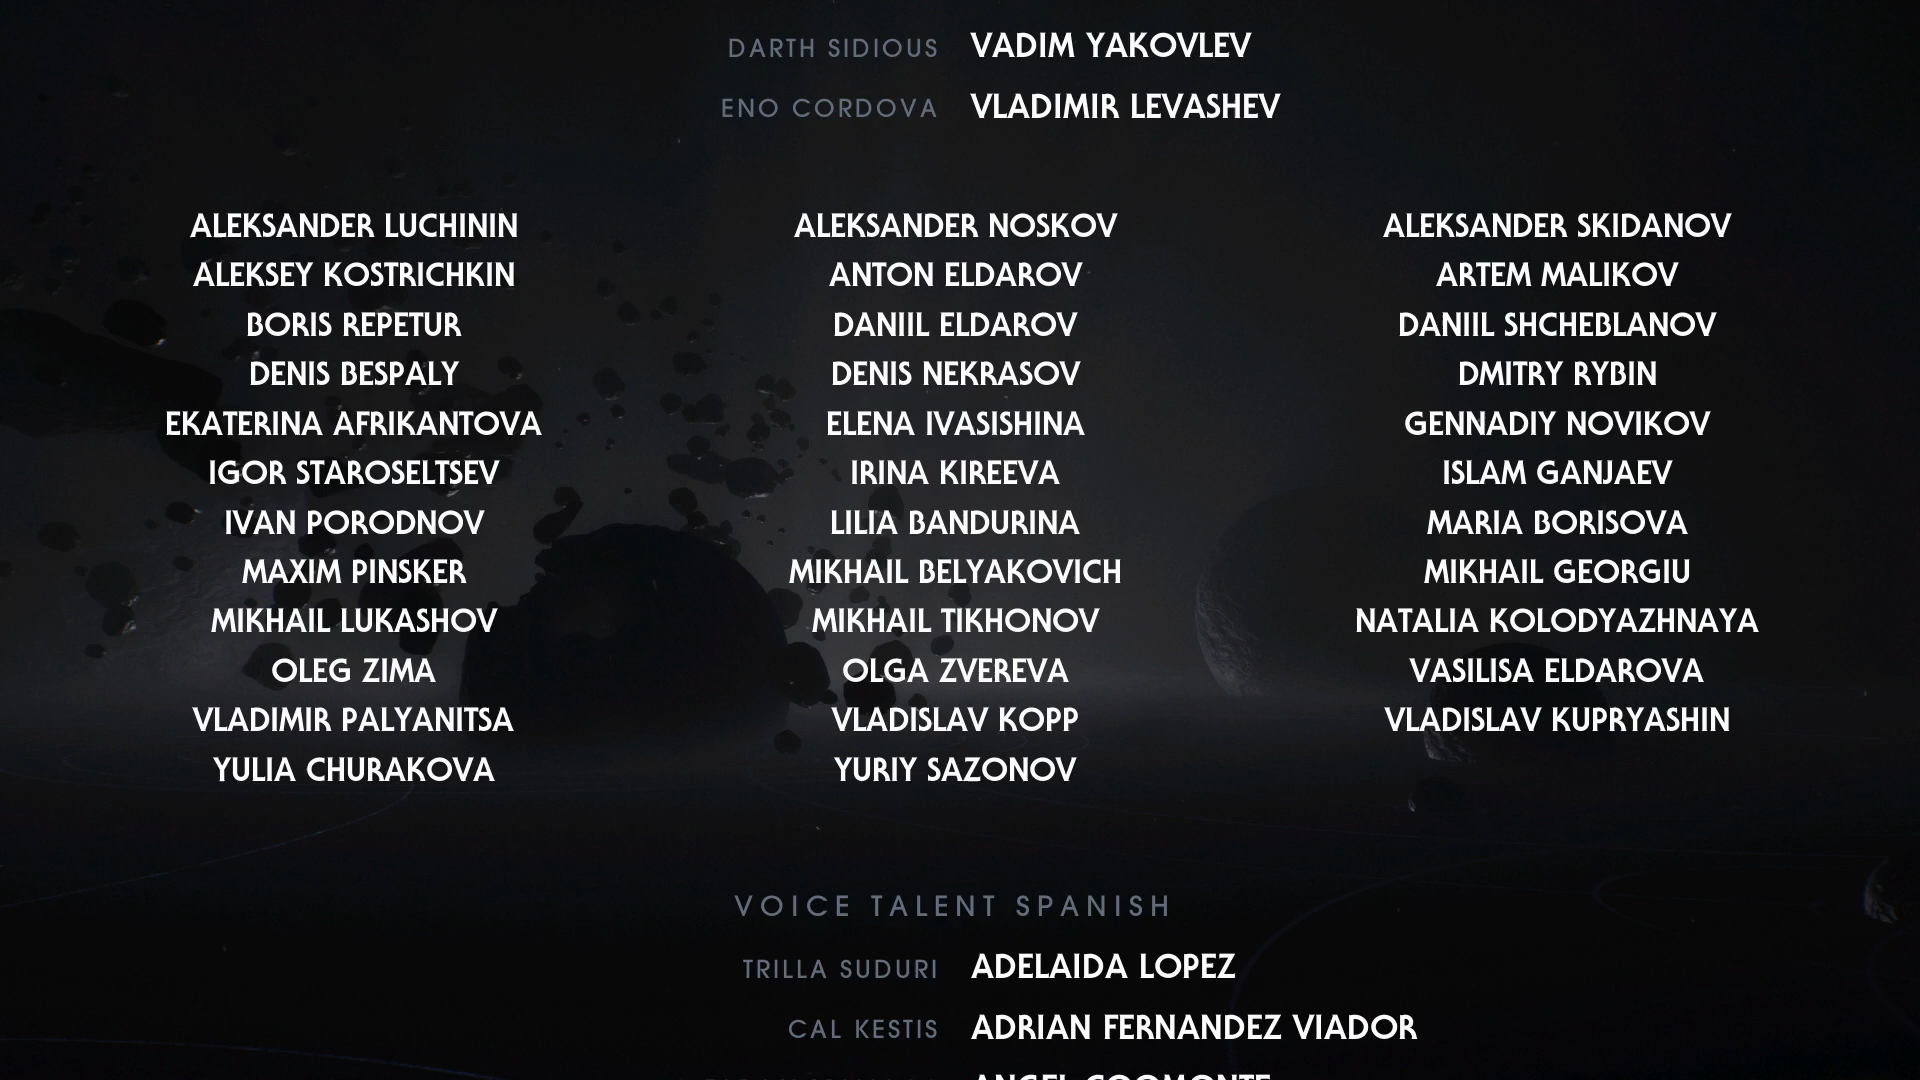 DARTH SIDIOUS VADIM YAKOVLEV
ENO CORDOVA VLADIMIR LEVASHEV
ALEKSANDER LUCHININ ALEKSANDER NOSKOV ALEKSANDER SKIDANOV
ALEKSEY KOSTRICHKIN ANTON ELDAROV ARTEM MALIKOV
BORIS REPETUR DANIIL ELDAROV DANIIL SHCHEBLANOV
DENIS BESPALY DENIS NEKRASOV DMITRY RYBIN
EKATERINA AFRIKANTOVA ELENA IVASISHINA GENNADIY NOVIKOV
IGOR STAROSELTSEV IRINA KIREEVA ISLAM GANJAEV
IVAN PORODNOV LILIA BANDURINA MARIA BORISOVA
MAXIM PINSKER MIKHAIL BELYAKOVICH MIKHAIL GEORGIU
MIKHAIL LUKASHOV MIKHAIL TIKHONOV NATALIA KOLODYAZHNAYA
OLEG ZIMA OLGA ZVEREVA VASILISA ELDAROVA
VLADIMIR PALYANITSA VLADISLAV KOPP VLADISLAV KUPRYASHIN
YULIA CHURAKOVA YURIY SAZONOV
VOICE TALENT SPANISH
TRILLA SUDURI ADELAIDA LOPEZ
CAL KESTIS ADRIAN FERNANDEZ VIADOR